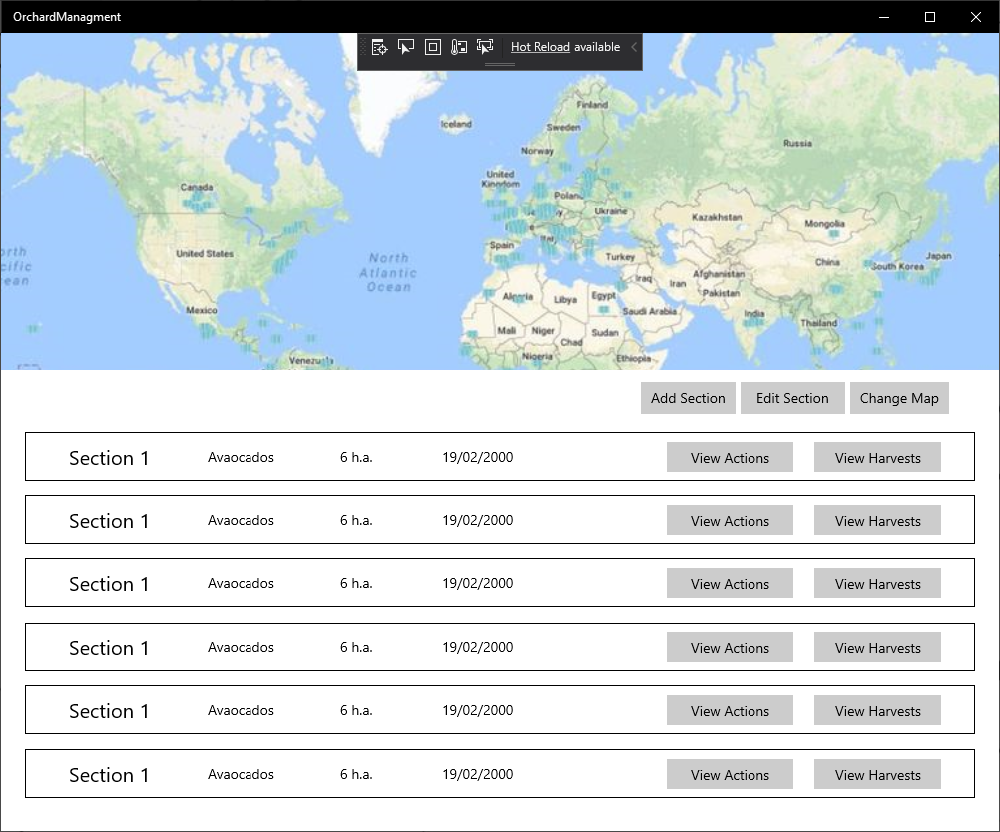 OrchardManagment
Hot Reload available
Iceland
Finland
Sweden
Norway
Russia
United
Kingdom
Canada
Poland
Ukraine
Kazakhstan
Mongolia
United States
Spain
Turkey
China
Japan
South Korea
North
Atlantic
Ocean
Iraq
Iran
Afghanistan
Pakistan
Mexico
Algeria
Libya
Egypt
Saudi Arabia
India
Thailand
Mali
Niger
Sudan
Chad
Nigeria
Ethiopia
Venezuela
Add Section Edit Section Change Map
Section 1 Avaocados 6 h.a. 19/02/2000 View Actions View Harvests
Section 1 Avaocados 6 h.a. 19/02/2000 View Actions View Harvests
Section 1 Avaocados 6 h.a. 19/02/2000 View Actions View Harvests
Section 1 Avaocados 6 h.a. 19/02/2000 View Actions View Harvests
Section 1 Avaocados 6 h.a. 19/02/2000 View Actions View Harvests
Section 1 Avaocados 6 h.a. 19/02/2000 View Actions View Harvests